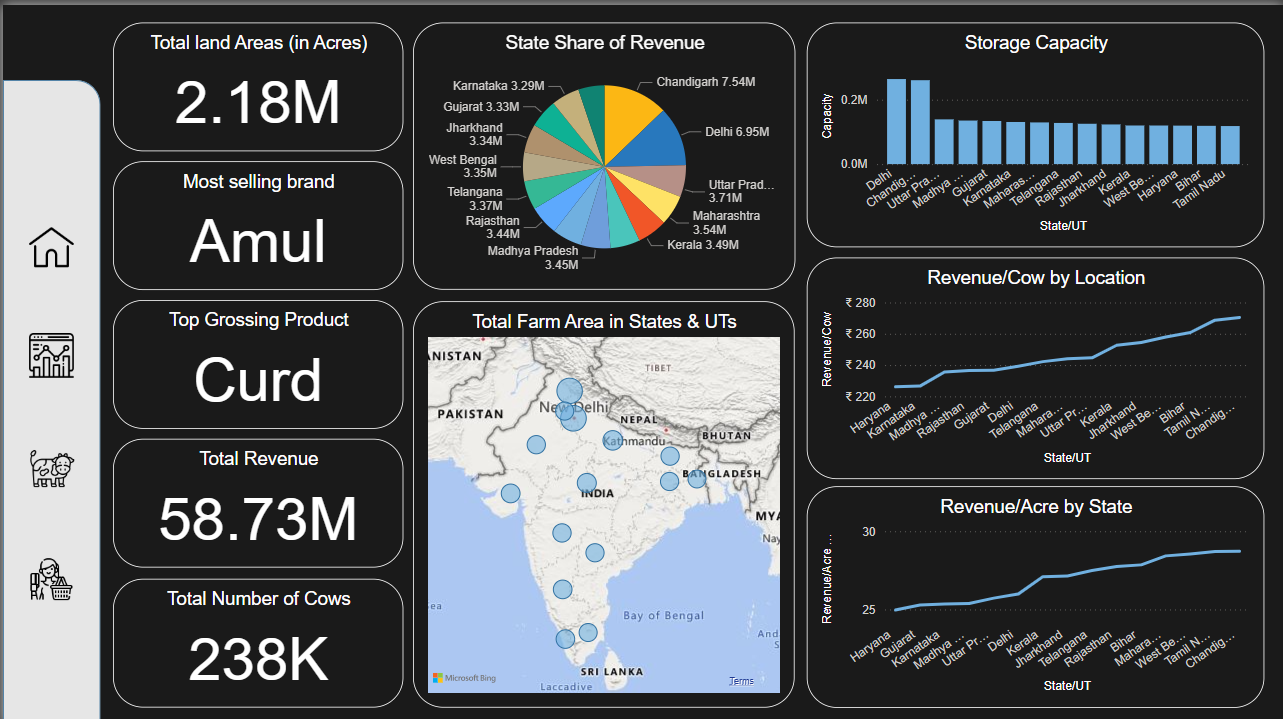 Total land Areas (in Acres)
2.18M
Most selling brand
Amul
Top Grossing Product
Curd
Total Revenue
58.73M
Total Number of Cows
238K
State Share of Revenue
Karnataka 3.29M
Chandigarh 7.54M
Gujarat 3.33M
Jharkhand
3.34M
Delhi 6.95M
West Bengal
3.35M
Uttar Prad...
3.71M
Telangana
3.37M
Maharashtra
3.54M
Rajasthan
3.44M
Kerala 3.49M
Madhya Pradesh
3.45M
Total Farm Area in States & UTs
ANISTAN
TIBET
New Delhi
PAKISTAN
NEPAL
Kathmandu
BHUTAN
BANGLADESH
INDIA
MYA
Nay
Bay of Bengal
ea
And
S
SRI LANKA
Laccadive
Microsoft Bing
Terms
Storage Capacity
Capacity
0.2M
0.0M
Delhi
Chandig...
Uttar Pra...
Madhya ...
Gujarat
Karnataka
Maharas...
Telangana
Rajasthan
Jharkhand
Kerala
West Be...
Haryana
Bihar
Tamil Nadu
State/UT
Revenue/Cow by Location
Revenue/Cow
₹ 280
₹ 260
₹ 240
₹ 220
Haryana
Karnataka
Madhya ...
Rajasthan
Gujarat
Delhi
Telangana
Mahara...
Uttar Pr...
Kerala
Jharkhand
West Be...
Bihar
Tamil N...
Chandig...
State/UT
Revenue/Acre by State
Revenue/Acre ...
30
25
Haryana
Gujarat
Karnataka
Madhya ...
Uttar Pr...
Delhi
Kerala
Jharkhand
Telangana
Rajasthan
Bihar
Mahara...
West Be...
Tamil N...
Chandig...
State/UT